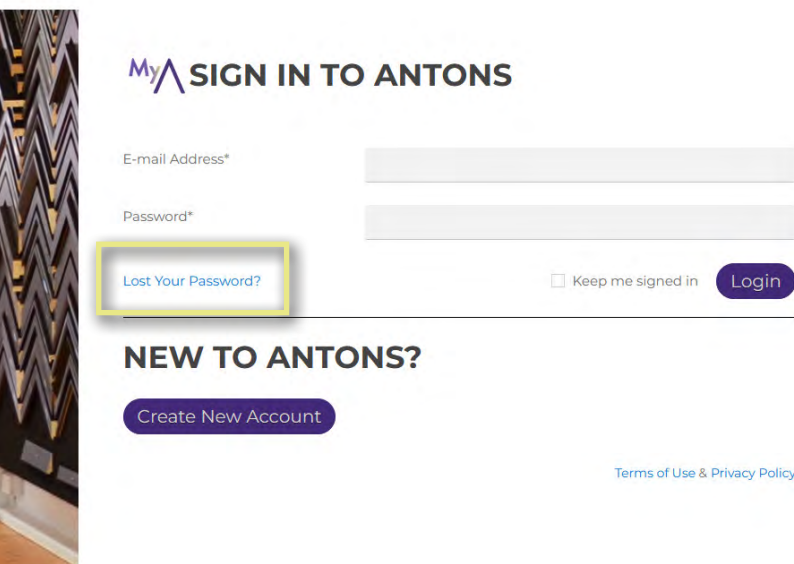 MyA SIGN IN TO ANTONS
E-mail Address*
Password*
Lost Your Password?
Keep me signed in Login
NEW TO ANTONS?
Create New Account
Terms of Use & Privacy Policy